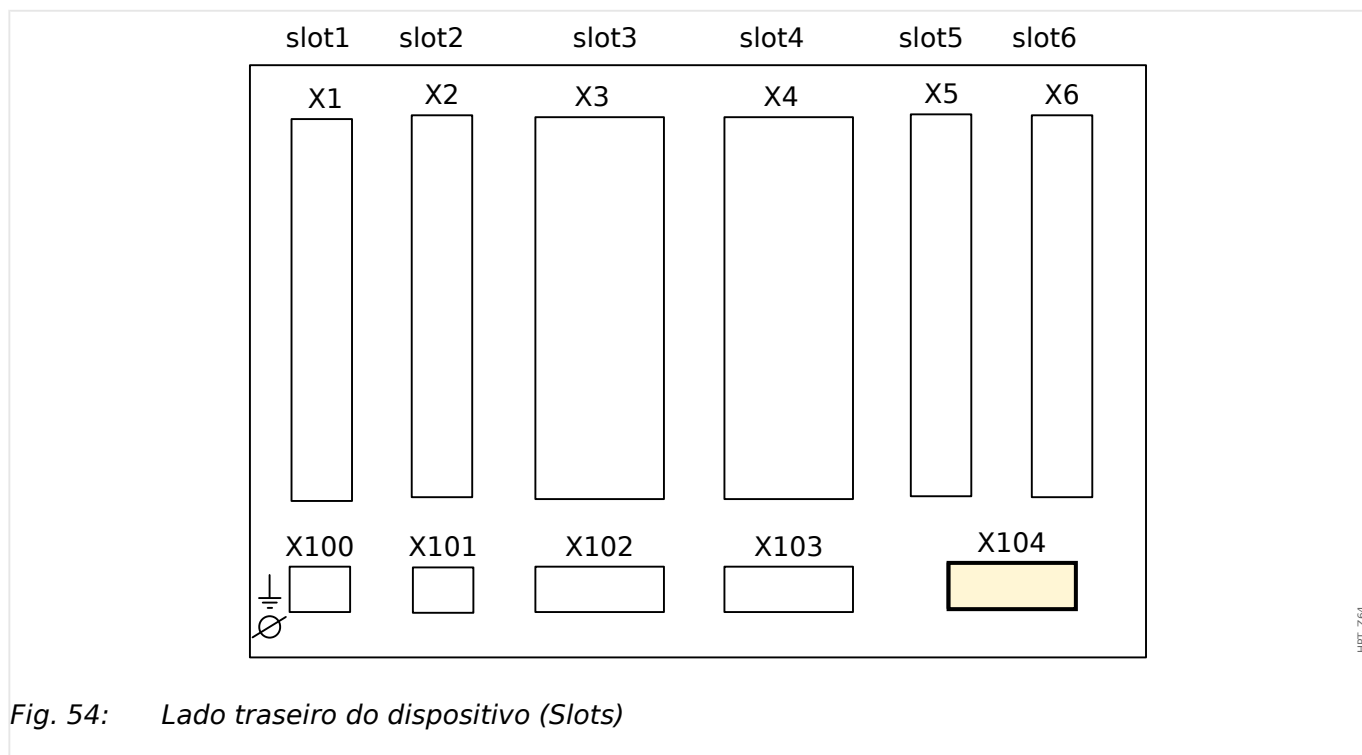 slot1 slot2 slot3 slot4 slot5 slot6
X1 X2 X3 X4 X5 X6
X100 X101 X102 X103 X104
Fig. 54: Lado traseiro do dispositivo (Slots)